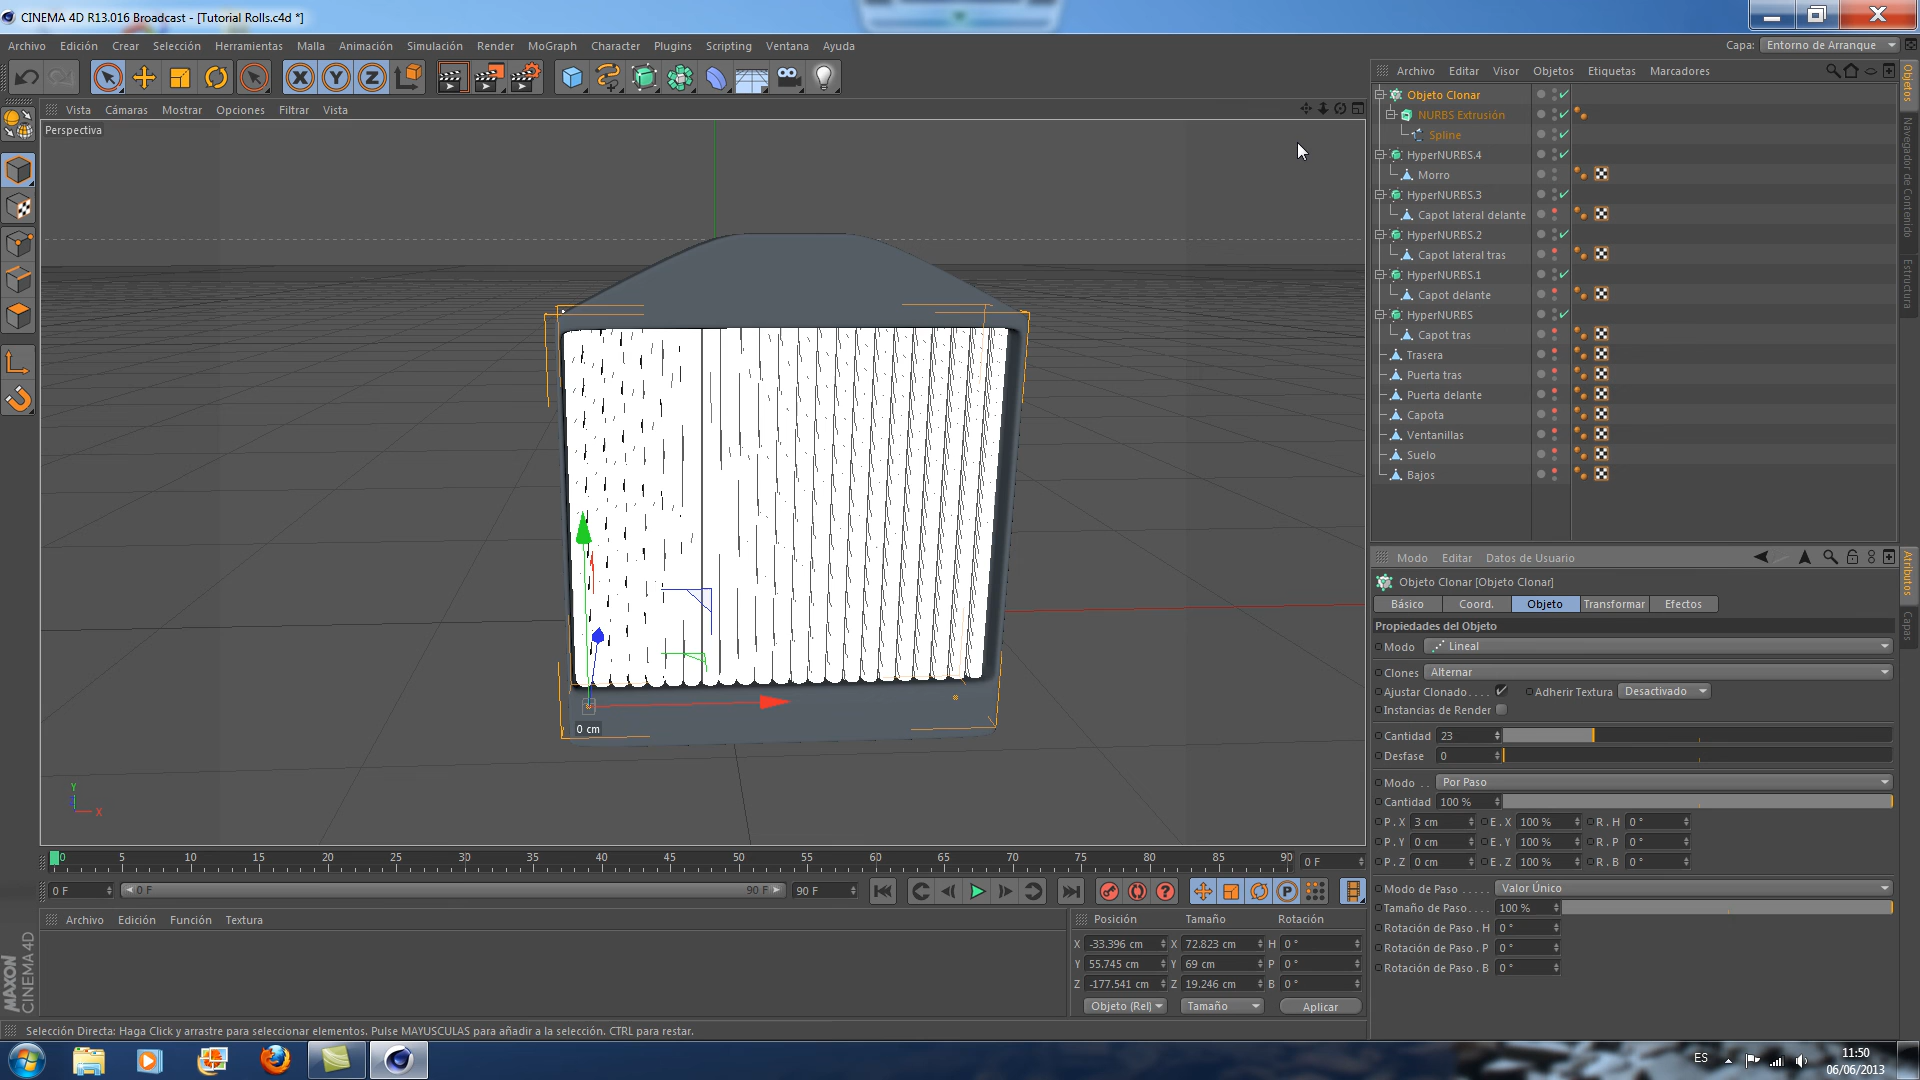 CINEMA 4D R13.016 Broadcast - [Tutorial Rolls.c4d *]
Archivo Edición Crear Selección Herramientas Malla Animación Simulación Render MoGraph Character Plugins Scripting Ventana Ayuda
Capa: Entorno de Arranque
Archivo Editar Visor Objetos Etiquetas Marcadores
Vista Cámaras Mostrar Opciones Filtrar Vista
Perspectiva
Objeto Clonar
NURBS Extrusión
Spline
HyperNURBS.4
Morro
HyperNURBS.3
Capot lateral delante
HyperNURBS.2
Capot lateral tras
HyperNURBS.1
Capot delante
HyperNURBS
Capot tras
Trasera
Puerta tras
Puerta delante
Capota
Ventanillas
Suelo
Bajos
Objetos
Navegador de Contenido
Estructura
0 cm
Y
X
Modo Editar Datos de Usuario
Objeto Clonar [Objeto Clonar]
Básico Coord. Objeto Transformar Efectos
Propiedades del Objeto
Modo Lineal
Clones Alternar
Ajustar Clonado.... Adherir Textura Desactivado
Instancias de Render
Cantidad 23
Desfase 0
Modo .. Por Paso
Cantidad 100 %
P . X 3 cm E . X 100 % R . H 0 °
P . Y 0 cm E . Y 100 % R . P 0 °
P . Z 0 cm E . Z 100 % R . B 0 °
Modo de Paso ..... Valor Único
Tamaño de Paso.... 100 %
Rotación de Paso . H 0 °
Rotación de Paso . P 0 °
Rotación de Paso . B 0 °
Atributos
Capas
0 5 10 15 20 25 30 35 40 45 50 55 60 65 70 75 80 85 90 0 F
0 F 0 F 90 F 90 F
Archivo Edición Función Textura
Posición Tamaño Rotación
X -33.396 cm X 72.823 cm H 0 °
Y 55.745 cm Y 69 cm P 0 °
Z -177.541 cm Z 19.246 cm B 0 °
Objeto (Rel) Tamaño Aplicar
MAXON
CINEMA 4D
Selección Directa: Haga Click y arrastre para seleccionar elementos. Pulse MAYUSCULAS para añadir a la selección. CTRL para restar.
ES
11:50
06/06/2013